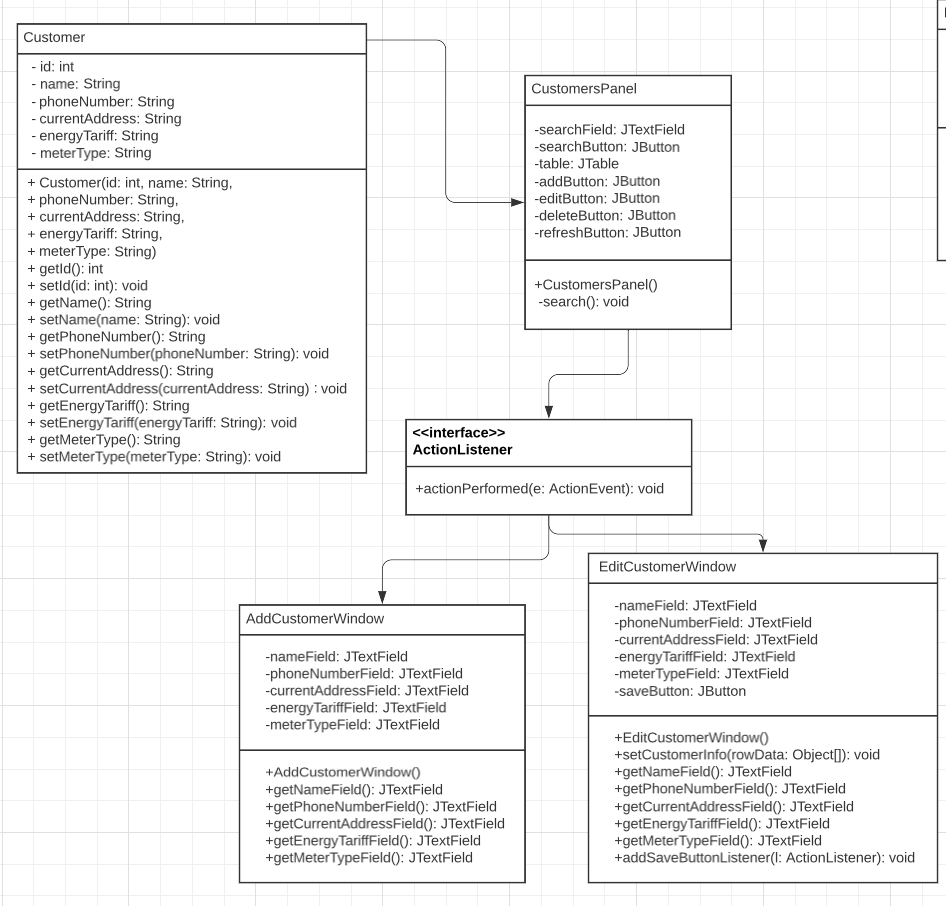 Customer
- id: int
- name: String
- phoneNumber: String
- currentAddress: String
- energyTariff: String
- meterType: String
+ Customer(id: int, name: String,
+ phoneNumber: String,
+ currentAddress: String,
+ energyTariff: String,
+ meterType: String)
+ getId(): int
+ setId(id: int): void
+ getName(): String
+ setName(name: String): void
+ getPhoneNumber(): String
+ setPhoneNumber(phoneNumber: String): void
+ getCurrentAddress(): String
+ setCurrentAddress(currentAddress: String) : void
+ getEnergyTariff(): String
+ setEnergyTariff(energyTariff: String): void
+ getMeterType(): String
+ setMeterType(meterType: String): void
CustomersPanel
-searchField: JTextField
-searchButton: JButton
-table: JTable
-addButton: JButton
-editButton: JButton
-deleteButton: JButton
-refreshButton: JButton
+CustomersPanel()
-search(): void
<<interface>>
ActionListener
+actionPerformed(e: ActionEvent): void
AddCustomerWindow
-nameField: JTextField
-phoneNumberField: JTextField
-currentAddressField: JTextField
-energyTariffField: JTextField
-meterTypeField: JTextField
+AddCustomerWindow()
+getNameField(): JTextField
+getPhoneNumberField(): JTextField
+getCurrentAddressField(): JTextField
+getEnergyTariffField(): JTextField
+getMeterTypeField(): JTextField
EditCustomerWindow
-nameField: JTextField
-phoneNumberField: JTextField
-currentAddressField: JTextField
-energyTariffField: JTextField
-meterTypeField: JTextField
-saveButton: JButton
+EditCustomerWindow()
+setCustomerInfo(rowData: Object[]): void
+getNameField(): JTextField
+getPhoneNumberField(): JTextField
+getCurrentAddressField(): JTextField
+getEnergyTariffField(): JTextField
+getMeterTypeField(): JTextField
+addSaveButtonListener(l: ActionListener): void